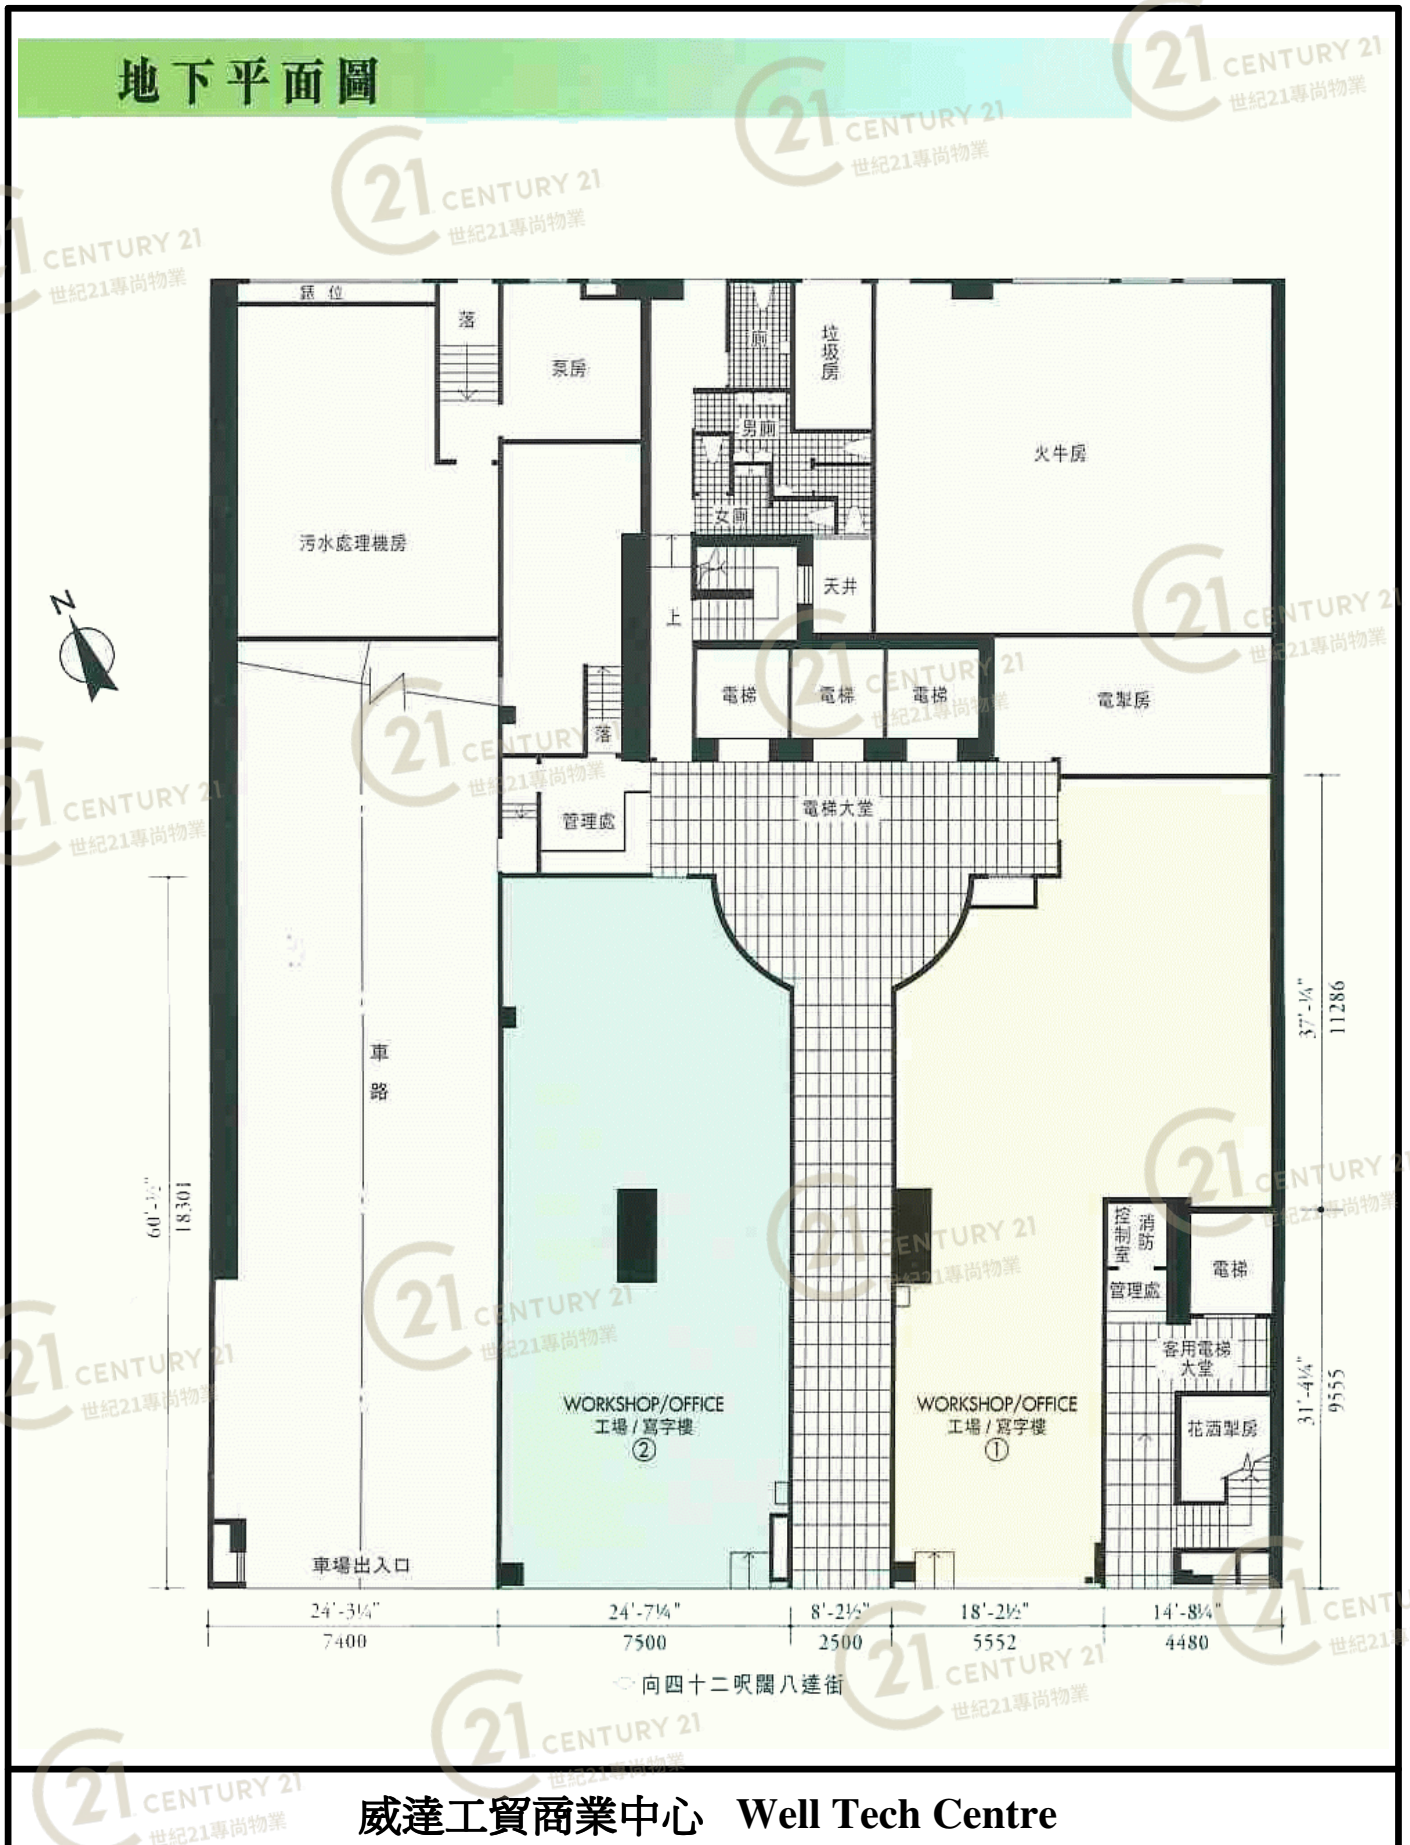 地下平面圖
錶位
落
泵房
廁
垃圾房
男廁
火牛房
女廁
污水處理機房
天井
上
N
電梯
電梯
電梯
電掣房
落
管理處
電梯大堂
車路
37'-¼"
11286
18301
控制室
消防
管理處
電梯
客用電梯
大堂
31'-4¼"
9555
WORKSHOP/OFFICE
工場/寫字樓
②
WORKSHOP/OFFICE
工場/寫字樓
①
花洒掣房
車場出入口
24'-3¼"
24'-7¼"
8'-2½"
18'-2½"
14'-8¼"
7400
7500
2500
5552
4480
向四十二呎闊八達街
威達工貿商業中心 Well Tech Centre
21 CENTURY 21
世紀21專尚物業